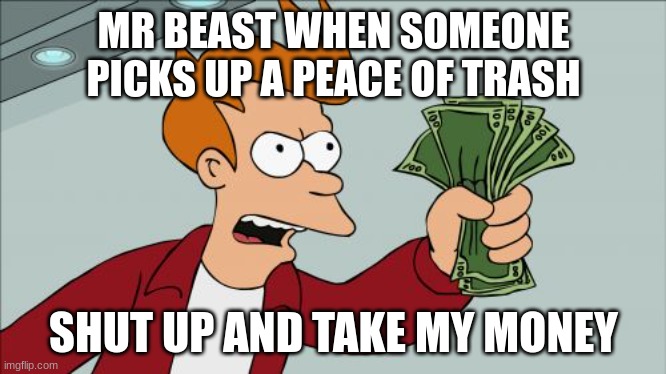 MR BEAST WHEN SOMEONE
PICKS UP A PEACE OF TRASH
SHUT UP AND TAKE MY MONEY
imgflip.com